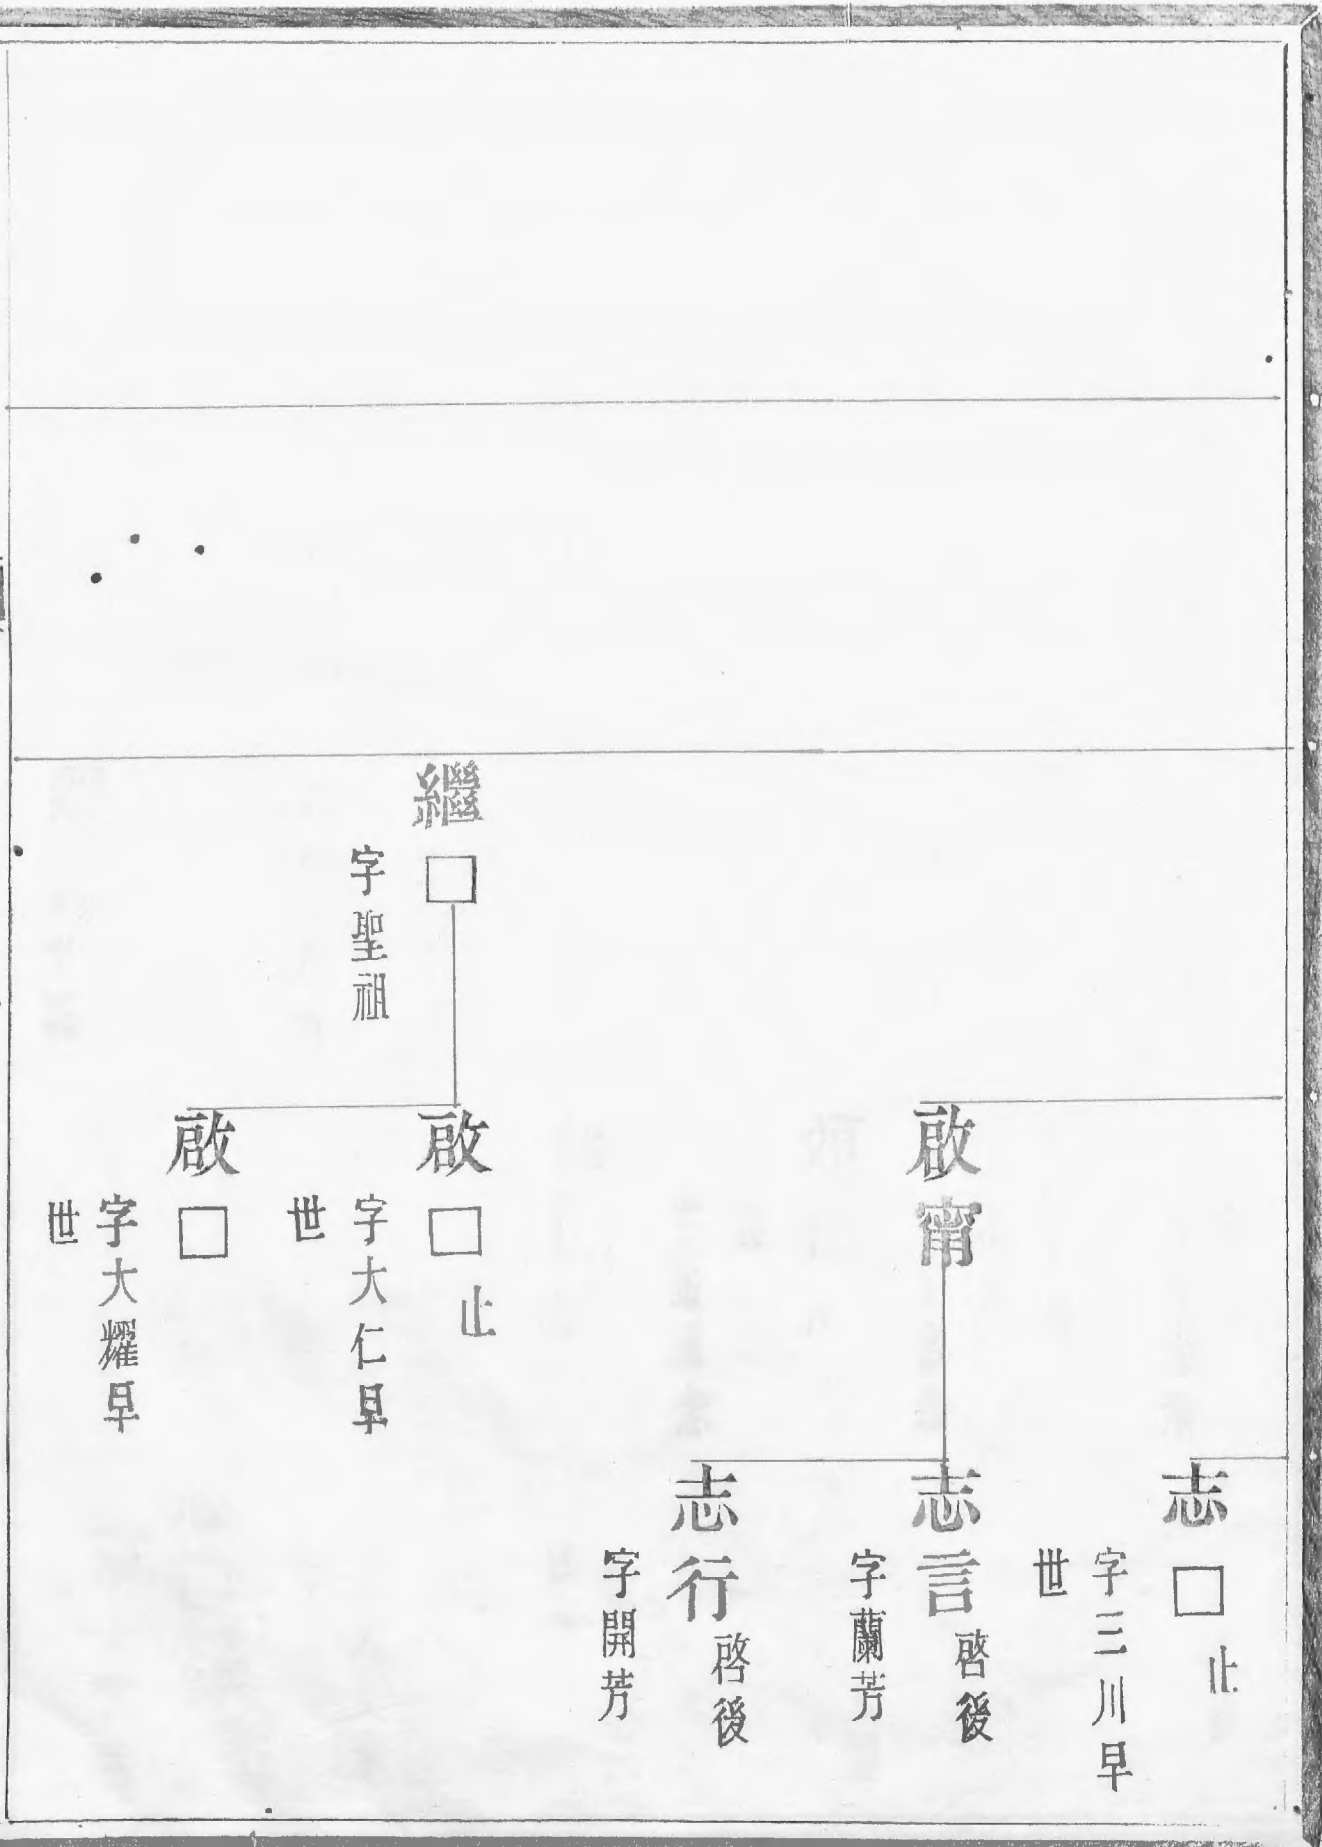 志□
止
字三川早
世
啟甯
志言
啓後
字蘭芳
志行
啓後
字開芳
繼□
字聖祖
啟□
止
字大仁早
世
啟□
字大耀早
世